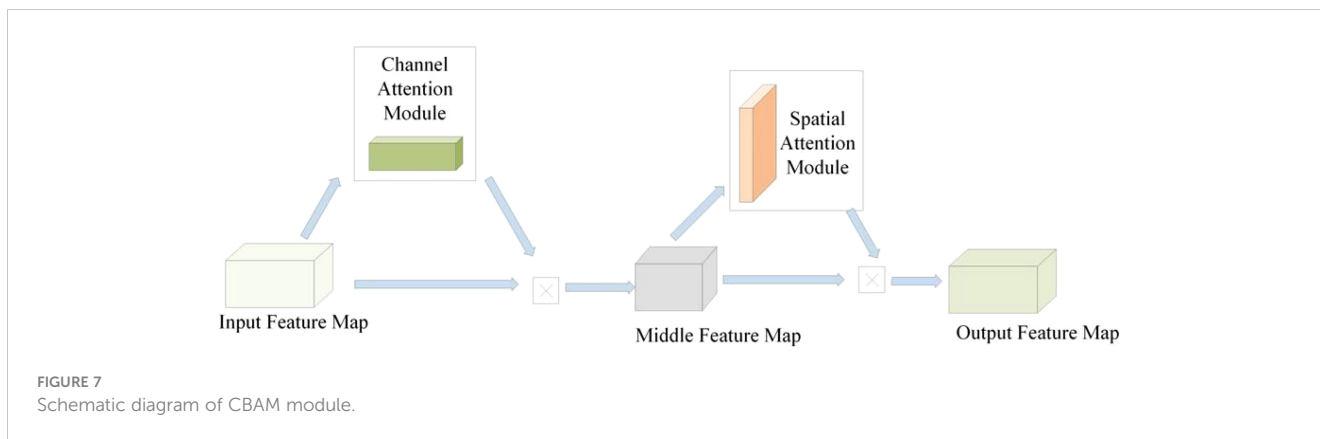 Channel
Attention
Module
Spatial
Attention
Module
Input Feature Map
Middle Feature Map
Output Feature Map
FIGURE 7
Schematic diagram of CBAM module.